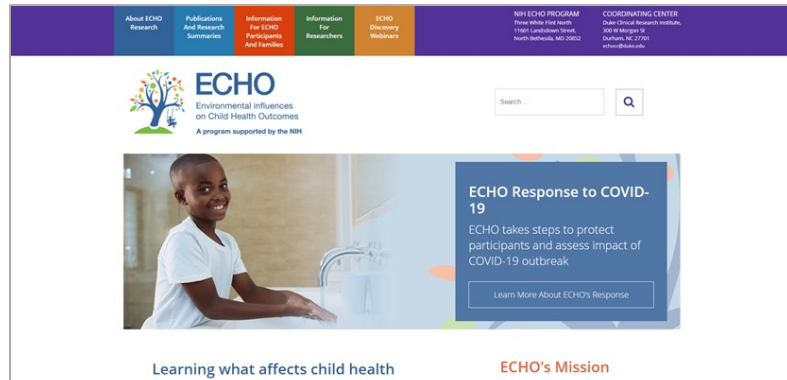 About ECHO
Research
Publications
And Research
Summaries
Information
For ECHO
Participants
And Families
Information
For
Researchers
ECHO
Discovery
Webinars
NIH ECHO PROGRAM
Three White Flint North
11601 Landsdown Street,
North Bethesda, MD 20852
COORDINATING CENTER
Duke Clinical Research Institute,
300 W Morgan St
Durham, NC 27701
echocc@duke.edu
ECHO
Environmental influences
on Child Health Outcomes
A program supported by the NIH
Search ...
ECHO Response to COVID-
19
ECHO takes steps to protect
participants and assess impact of
COVID-19 outbreak
Learn More About ECHO's Response
Learning what affects child health
ECHO's Mission